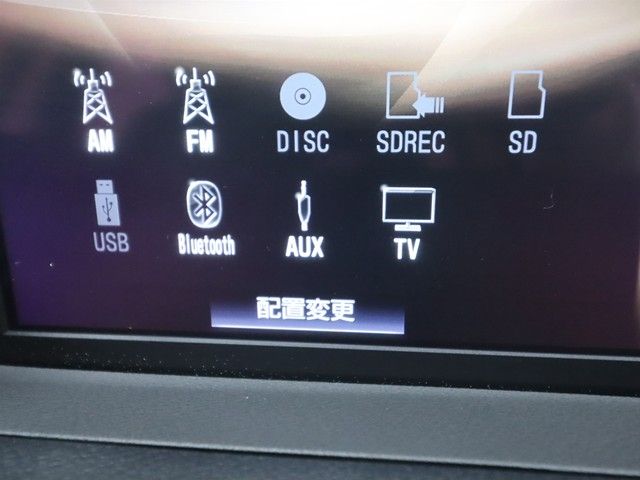 AM FM DISC SDREC SD
USB Bluetooth AUX TV
配置変更